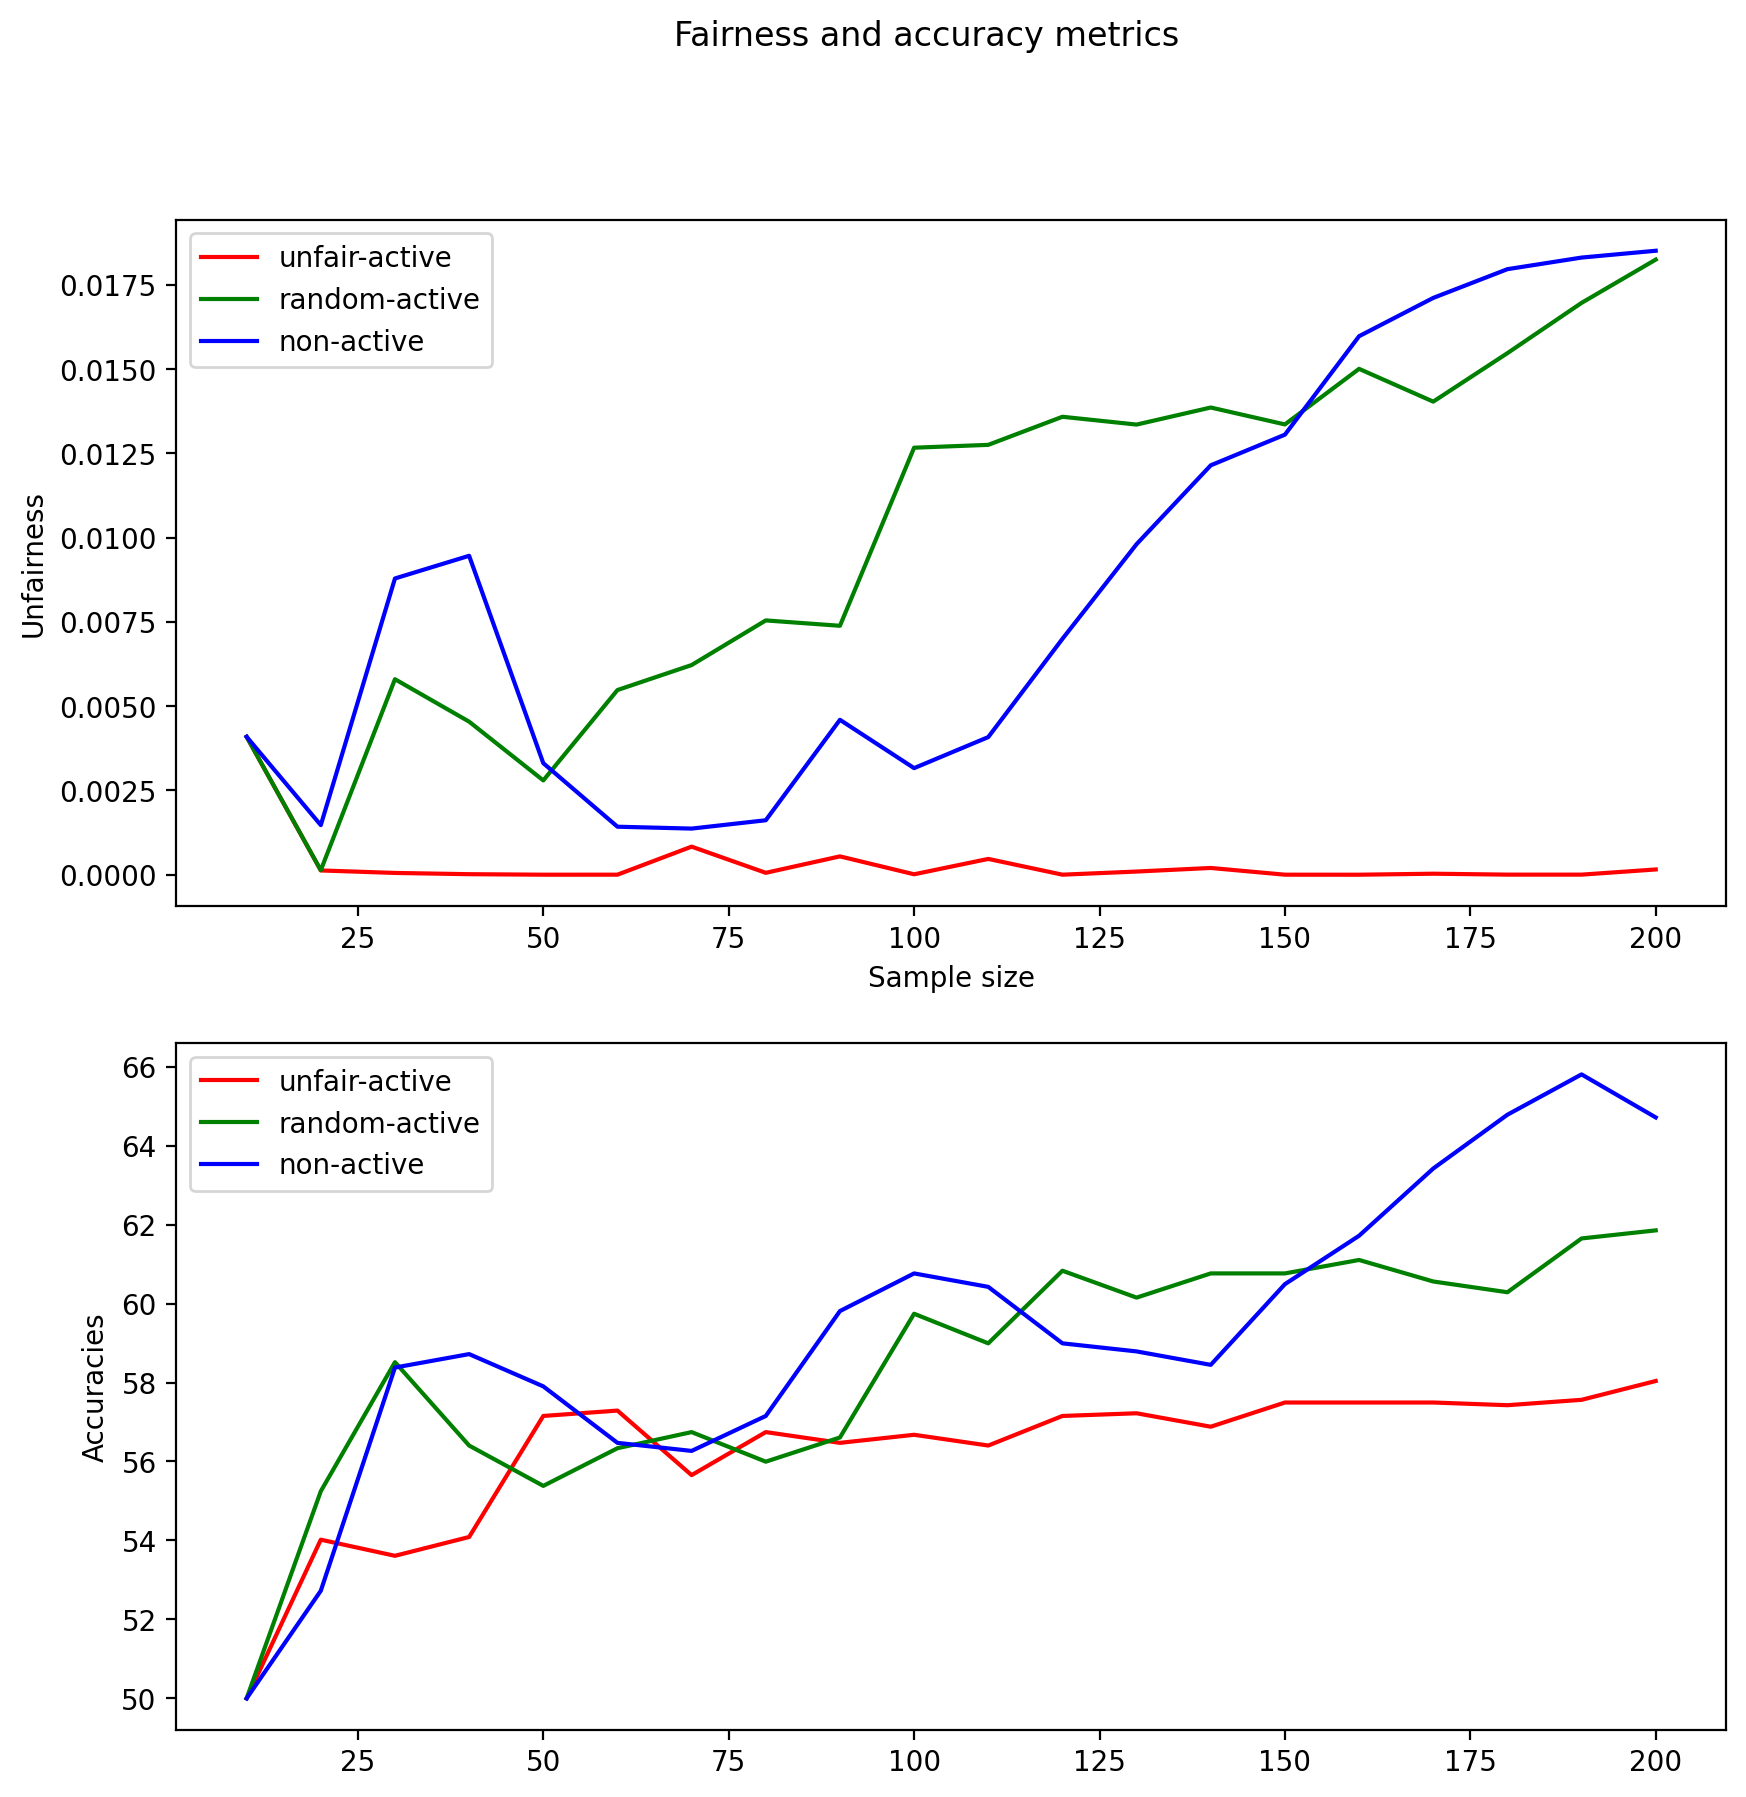 Fairness and accuracy metrics
unfair-active
random-active
non-active
0.0175
0.0150
0.0125
0.0100
0.0075
0.0050
0.0025
0.0000
Unfairness
25 50 75 100 125 150 175 200
Sample size
unfair-active
random-active
non-active
66
64
62
60
58
56
54
52
50
Accuracies
25 50 75 100 125 150 175 200